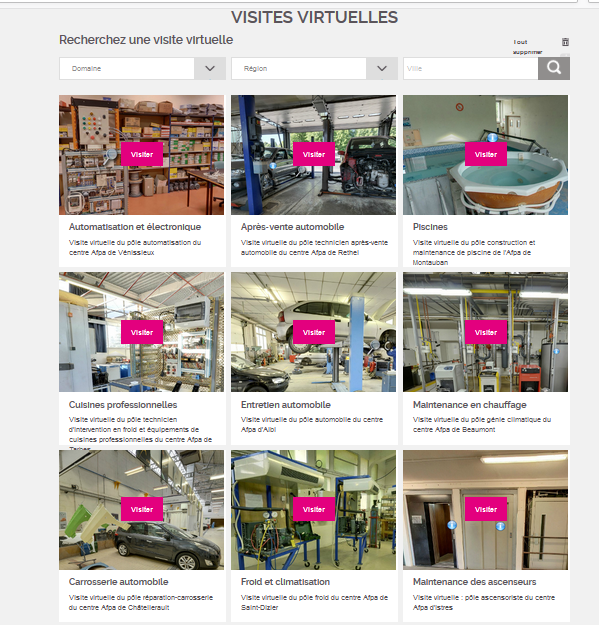 VISITES VIRTUELLES
Recherchez une visite virtuelle
Tout
supprimer
Domaine
Région
Ville
Visiter
Visiter
Visiter
Automatisation et électronique
Visite virtuelle du pôle automatisation du
centre Afpa de Vénissieux
Après-vente automobile
Visite virtuelle du pôle technicien après-vente
automobile du centre Afpa de Rethel
Piscines
Visite virtuelle du pôle construction et
maintenance de piscine de l'Afpa de
Montauban
Visiter
Visiter
Visiter
Cuisines professionnelles
Visite virtuelle du pôle technicien
d'intervention en froid et équipements de
cuisines professionnelles du centre Afpa de
Entretien automobile
Visite virtuelle du pôle automobile du centre
Afpa d'Albi
Maintenance en chauffage
Visite virtuelle du pôle génie climatique du
centre Afpa de Beaumont
Visiter
Visiter
Visiter
Carrosserie automobile
Visite virtuelle du pôle réparation-carrosserie
du centre Afpa de Châtellerault
Froid et climatisation
Visite virtuelle du pôle froid du centre Afpa de
Saint-Dizier
Maintenance des ascenseurs
Visite virtuelle : pôle ascensoriste du centre
Afpa d'Istres